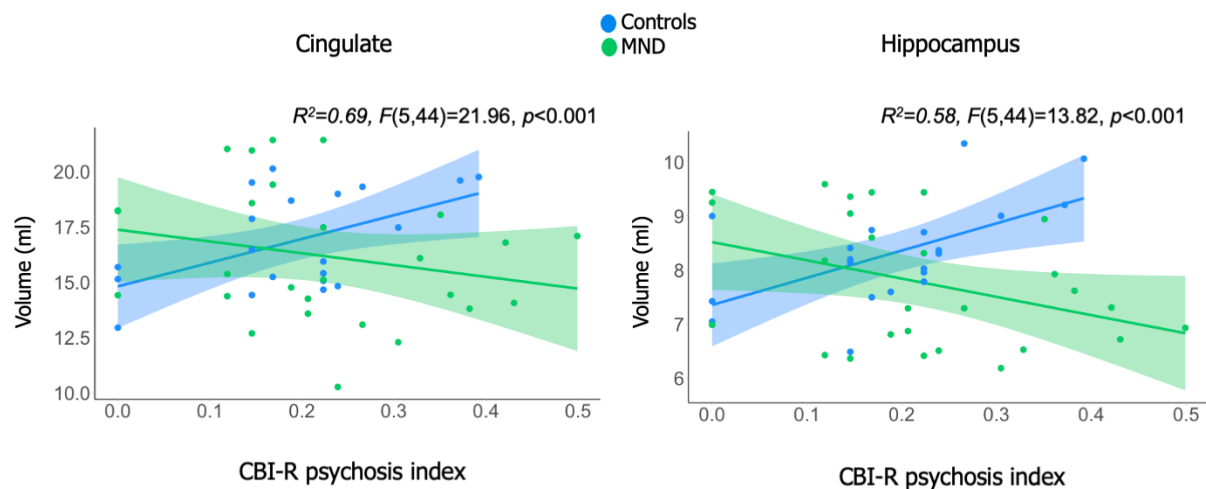 Controls
MND
Cingulate
Hippocampus
R²=0.69, F(5,44)=21.96, p<0.001
R²=0.58, F(5,44)=13.82, p<0.001
Volume (ml)
20.0
17.5
15.0
12.5
10.0
0.0 0.1 0.2 0.3 0.4 0.5
CBI-R psychosis index
Volume (ml)
10
9
8
7
6
0.0 0.1 0.2 0.3 0.4 0.5
CBI-R psychosis index